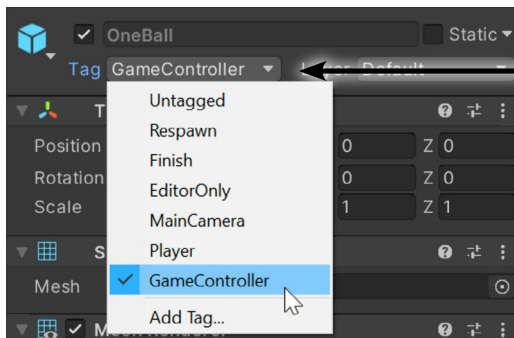 OneBall Static
Tag GameController Default
Untagged
T
Respawn
Position 0 Z 0
Finish
Rotation 0 Z 0
EditorOnly
Scale 1 Z 1
MainCamera
Player
S
GameController
Mesh
Add Tag...